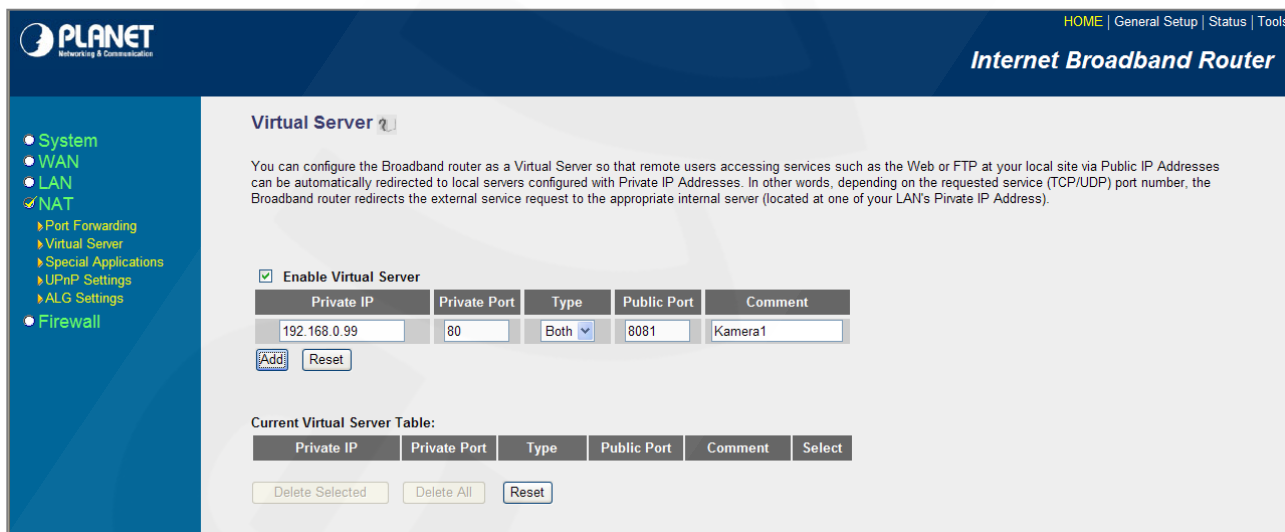 PLANET
Networking & Communication
HOME | General Setup | Status | Tools
Internet Broadband Router
System
WAN
LAN
NAT
Port Forwarding
Virtual Server
Special Applications
UPnP Settings
ALG Settings
Firewall
Virtual Server
You can configure the Broadband router as a Virtual Server so that remote users accessing services such as the Web or FTP at your local site via Public IP Addresses
can be automatically redirected to local servers configured with Private IP Addresses. In other words, depending on the requested service (TCP/UDP) port number, the
Broadband router redirects the external service request to the appropriate internal server (located at one of your LAN's Pirvate IP Address).
Enable Virtual Server
Private IP Private Port Type Public Port Comment
192.168.0.99 80 Both 8081 Kamera1
Add Reset
Current Virtual Server Table:
Private IP Private Port Type Public Port Comment Select
Delete Selected Delete All Reset